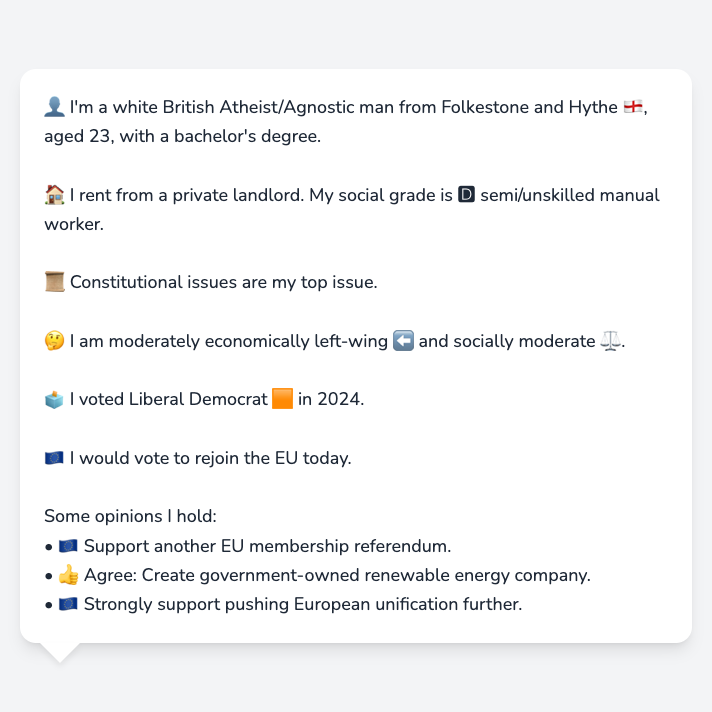 👤 I'm a white British Atheist/Agnostic man from Folkestone and Hythe 🏴󠁧󠁢󠁥󠁮󠁧󠁿,
aged 23, with a bachelor's degree.
🏠 I rent from a private landlord. My social grade is 🅳 semi/unskilled manual
worker.
📜 Constitutional issues are my top issue.
🤔 I am moderately economically left-wing ⬅️ and socially moderate ⚖️.
🗳️ I voted Liberal Democrat 🟧 in 2024.
🇪🇺 I would vote to rejoin the EU today.
Some opinions I hold:
• 🇪🇺 Support another EU membership referendum.
• 👍 Agree: Create government-owned renewable energy company.
• 🇪🇺 Strongly support pushing European unification further.